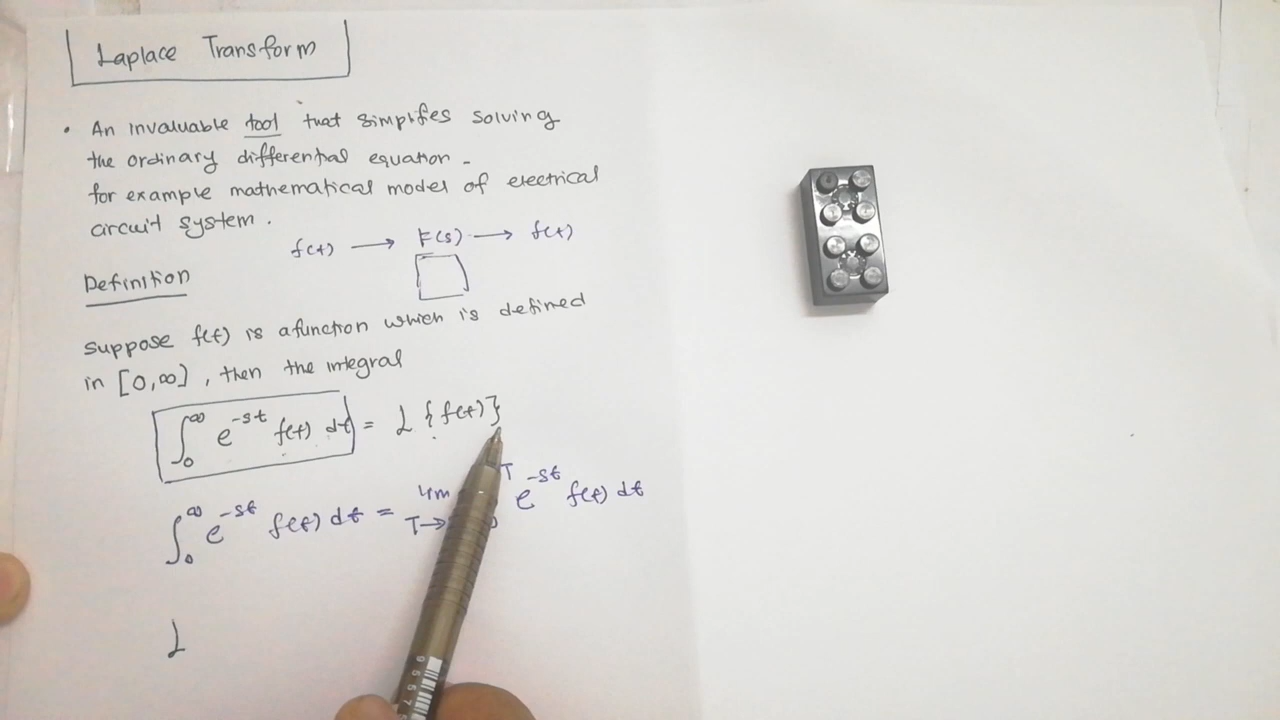 Laplace Transform
• An invaluable tool that simplifes solving
the ordinary differential equation -
for example mathematical model of electrical
circuit system.
f(t) → F(s) → f(t)
Definition
suppose f(t) is a function which is defined
in [0,∞], then the integral
∫₀^∞ e^-st f(t) dt = L {f(t)}
∫₀^∞ e^-st f(t) dt = lim T→ T e^-st f(t) dt
L
9557